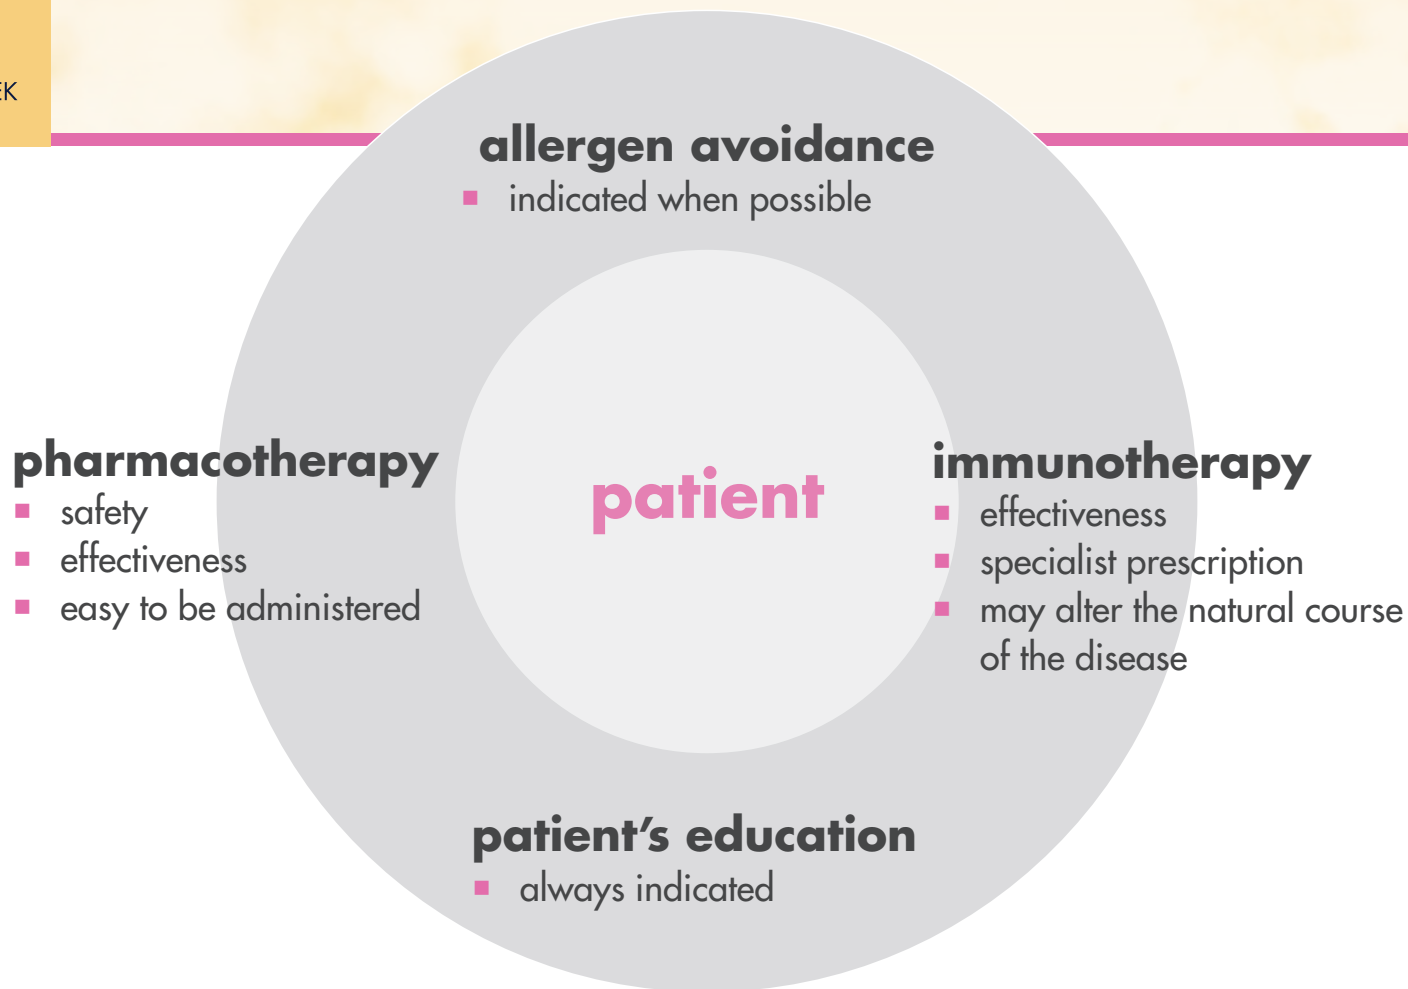 EK
allergen avoidance
▪ indicated when possible
pharmacotherapy
▪ safety
▪ effectiveness
▪ easy to be administered
patient
immunotherapy
▪ effectiveness
▪ specialist prescription
▪ may alter the natural course
of the disease
patient’s education
▪ always indicated